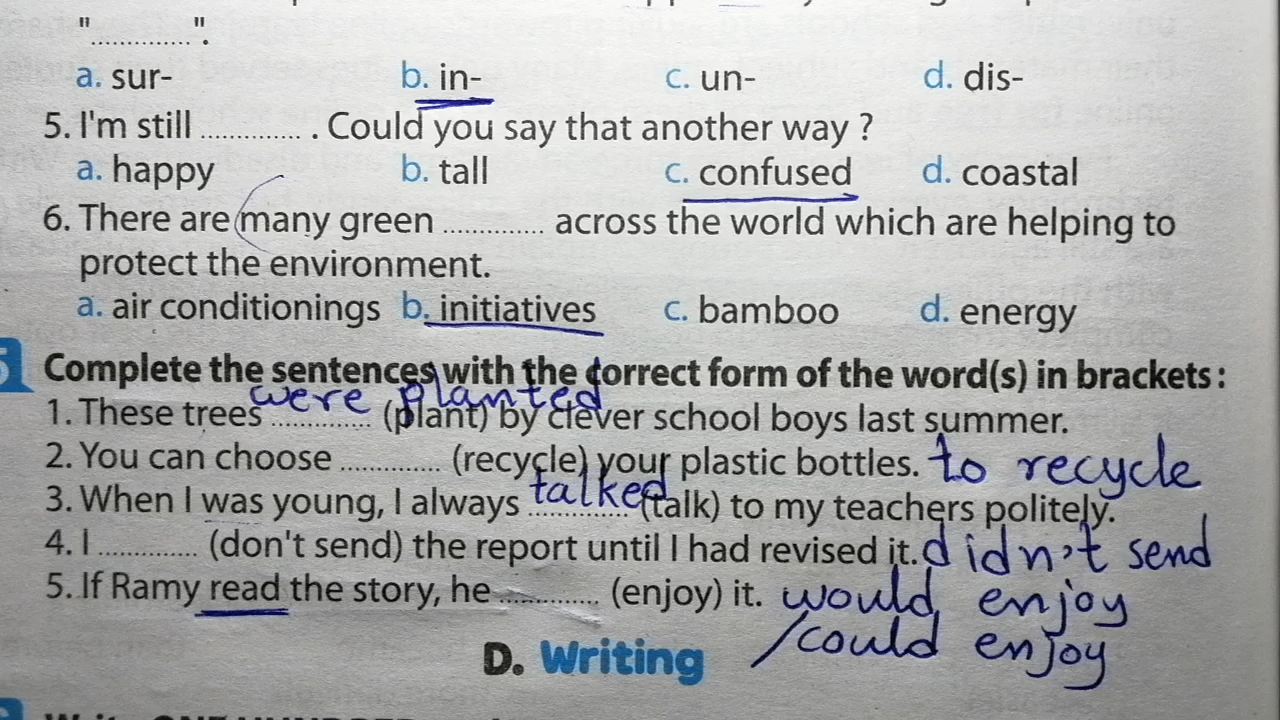 ".............".
a. sur- b. in- c. un- d. dis-
5. I'm still ............. . Could you say that another way ?
a. happy b. tall c. confused d. coastal
6. There are many green ............. across the world which are helping to
protect the environment.
a. air conditionings b. initiatives c. bamboo d. energy
5 Complete the sentences with the correct form of the word(s) in brackets :
were planted
1. These trees ............. (plant) by clever school boys last summer.
2. You can choose ............. (recycle) your plastic bottles. to recycle
talked
3. When I was young, I always ............. (talk) to my teachers politely.
4. I ............. (don't send) the report until I had revised it. didn't send
5. If Ramy read the story, he ............. (enjoy) it. would enjoy
/could enjoy
D. Writing